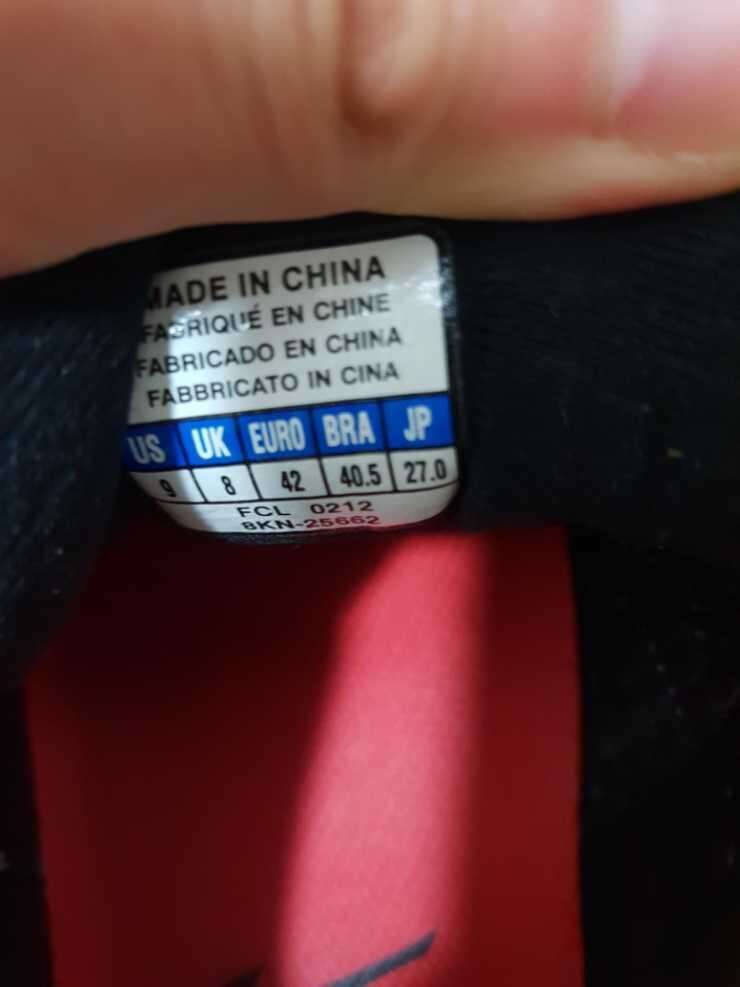 MADE IN CHINA
FABRIQUÉ EN CHINE
FABRICADO EN CHINA
FABBRICATO IN CINA
US UK EURO BRA JP
9 8 42 40.5 27.0
FCL 0212
8KN-25662